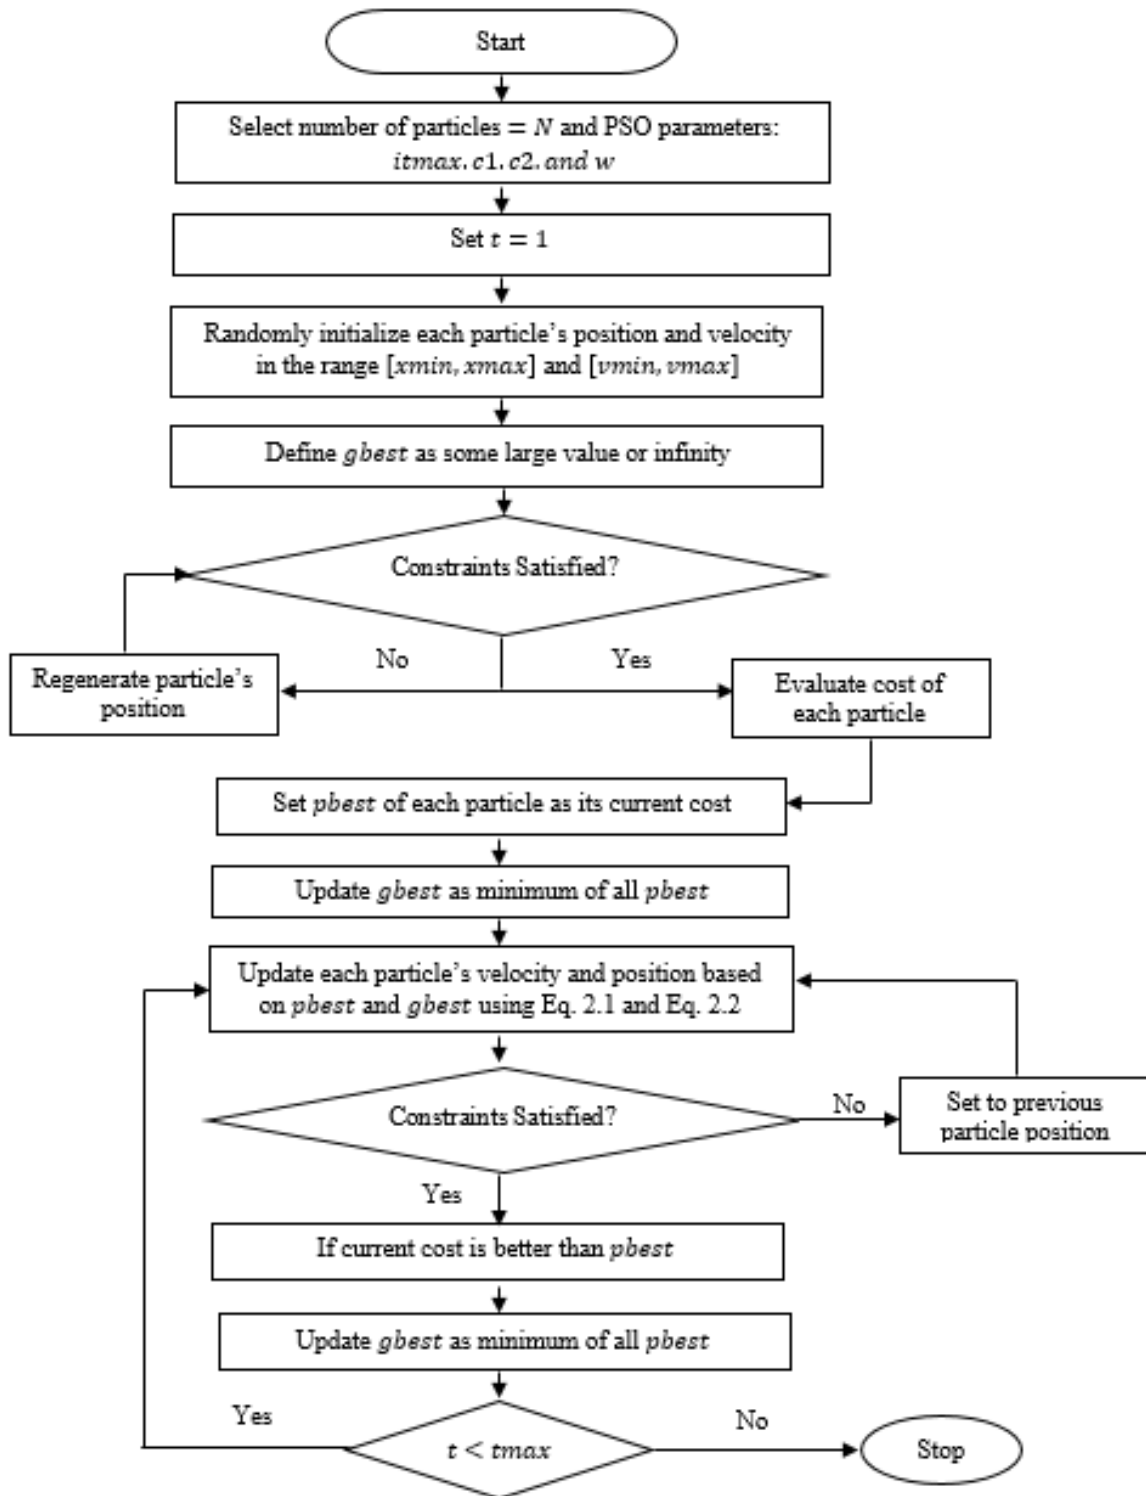 Start
Select number of particles = N and PSO parameters:
itmax. c1. c2. and w
Set t = 1
Randomly initialize each particle's position and velocity
in the range [xmin, xmax] and [vmin, vmax]
Define gbest as some large value or infinity
Constraints Satisfied?
No
Yes
Regenerate particle's
position
Evaluate cost of
each particle
Set pbest of each particle as its current cost
Update gbest as minimum of all pbest
Update each particle's velocity and position based
on pbest and gbest using Eq. 2.1 and Eq. 2.2
Constraints Satisfied?
No
Set to previous
particle position
Yes
If current cost is better than pbest
Update gbest as minimum of all pbest
Yes
t < tmax
No
Stop